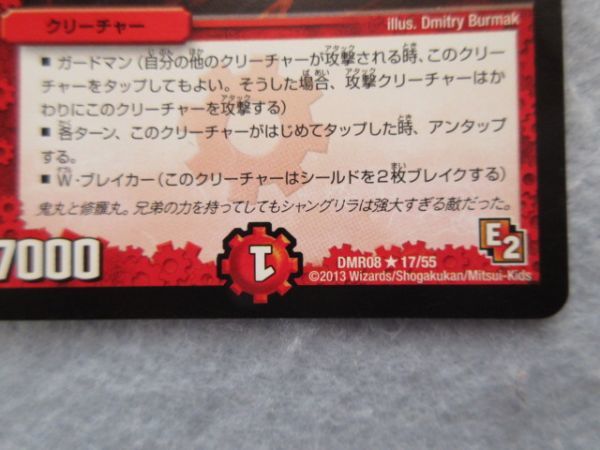 illus. Dmitry Burmak
クリーチャー
■ ガードマン（自分の他のクリーチャーが攻撃される時、このクリー
チャーをタップしてもよい。そうした場合、攻撃クリーチャーはか
わりにこのクリーチャーを攻撃する）
■ 各ターン、このクリーチャーがはじめてタップした時、アンタップ
する。
■ W・ブレイカー（このクリーチャーはシールドを2枚ブレイクする）
鬼丸と修羅丸。兄弟の力を持ってしてもシャングリラは強大すぎる敵だった。
7000
1
E2
DMR08 ★ 17/55
©2013 Wizards/Shogakukan/Mitsui-Kids